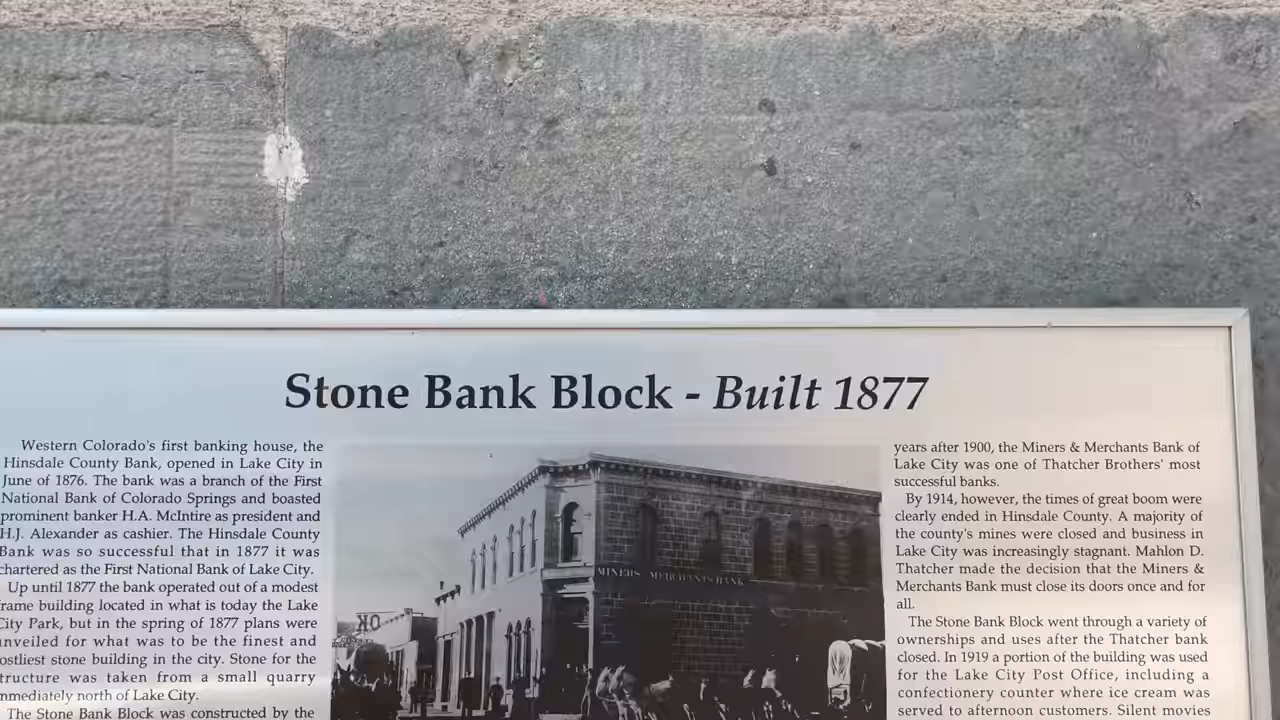 Stone Bank Block - Built 1877
Western Colorado's first banking house, the
Hinsdale County Bank, opened in Lake City in
June of 1876. The bank was a branch of the First
National Bank of Colorado Springs and boasted
prominent banker H.A. McIntire as president and
H.J. Alexander as cashier. The Hinsdale County
Bank was so successful that in 1877 it was
chartered as the First National Bank of Lake City.
Up until 1877 the bank operated out of a modest
rame building located in what is today the Lake
City Park, but in the spring of 1877 plans were
nveiled for what was to be the finest and
ostliest stone building in the city. Stone for the
tructure was taken from a small quarry
mmediately north of Lake City.
The Stone Bank Block was constructed by the
MINERS MERCHANTS BANK
OK
years after 1900, the Miners & Merchants Bank of
Lake City was one of Thatcher Brothers' most
successful banks.
By 1914, however, the times of great boom were
clearly ended in Hinsdale County. A majority of
the county's mines were closed and business in
Lake City was increasingly stagnant. Mahlon D.
Thatcher made the decision that the Miners &
Merchants Bank must close its doors once and for
all.
The Stone Bank Block went through a variety of
ownerships and uses after the Thatcher bank
closed. In 1919 a portion of the building was used
for the Lake City Post Office, including a
confectionery counter where ice cream was
served to afternoon customers. Silent movies